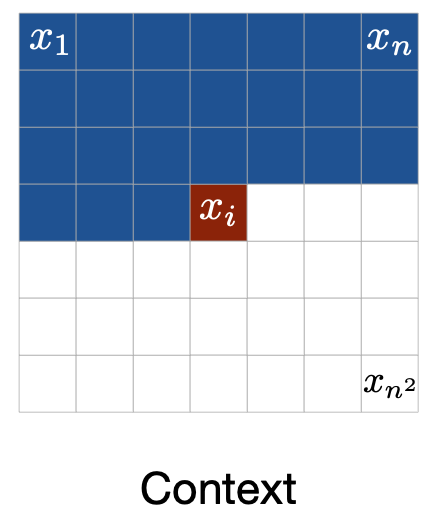 x₁ xₙ
xᵢ
xₙ²
Context